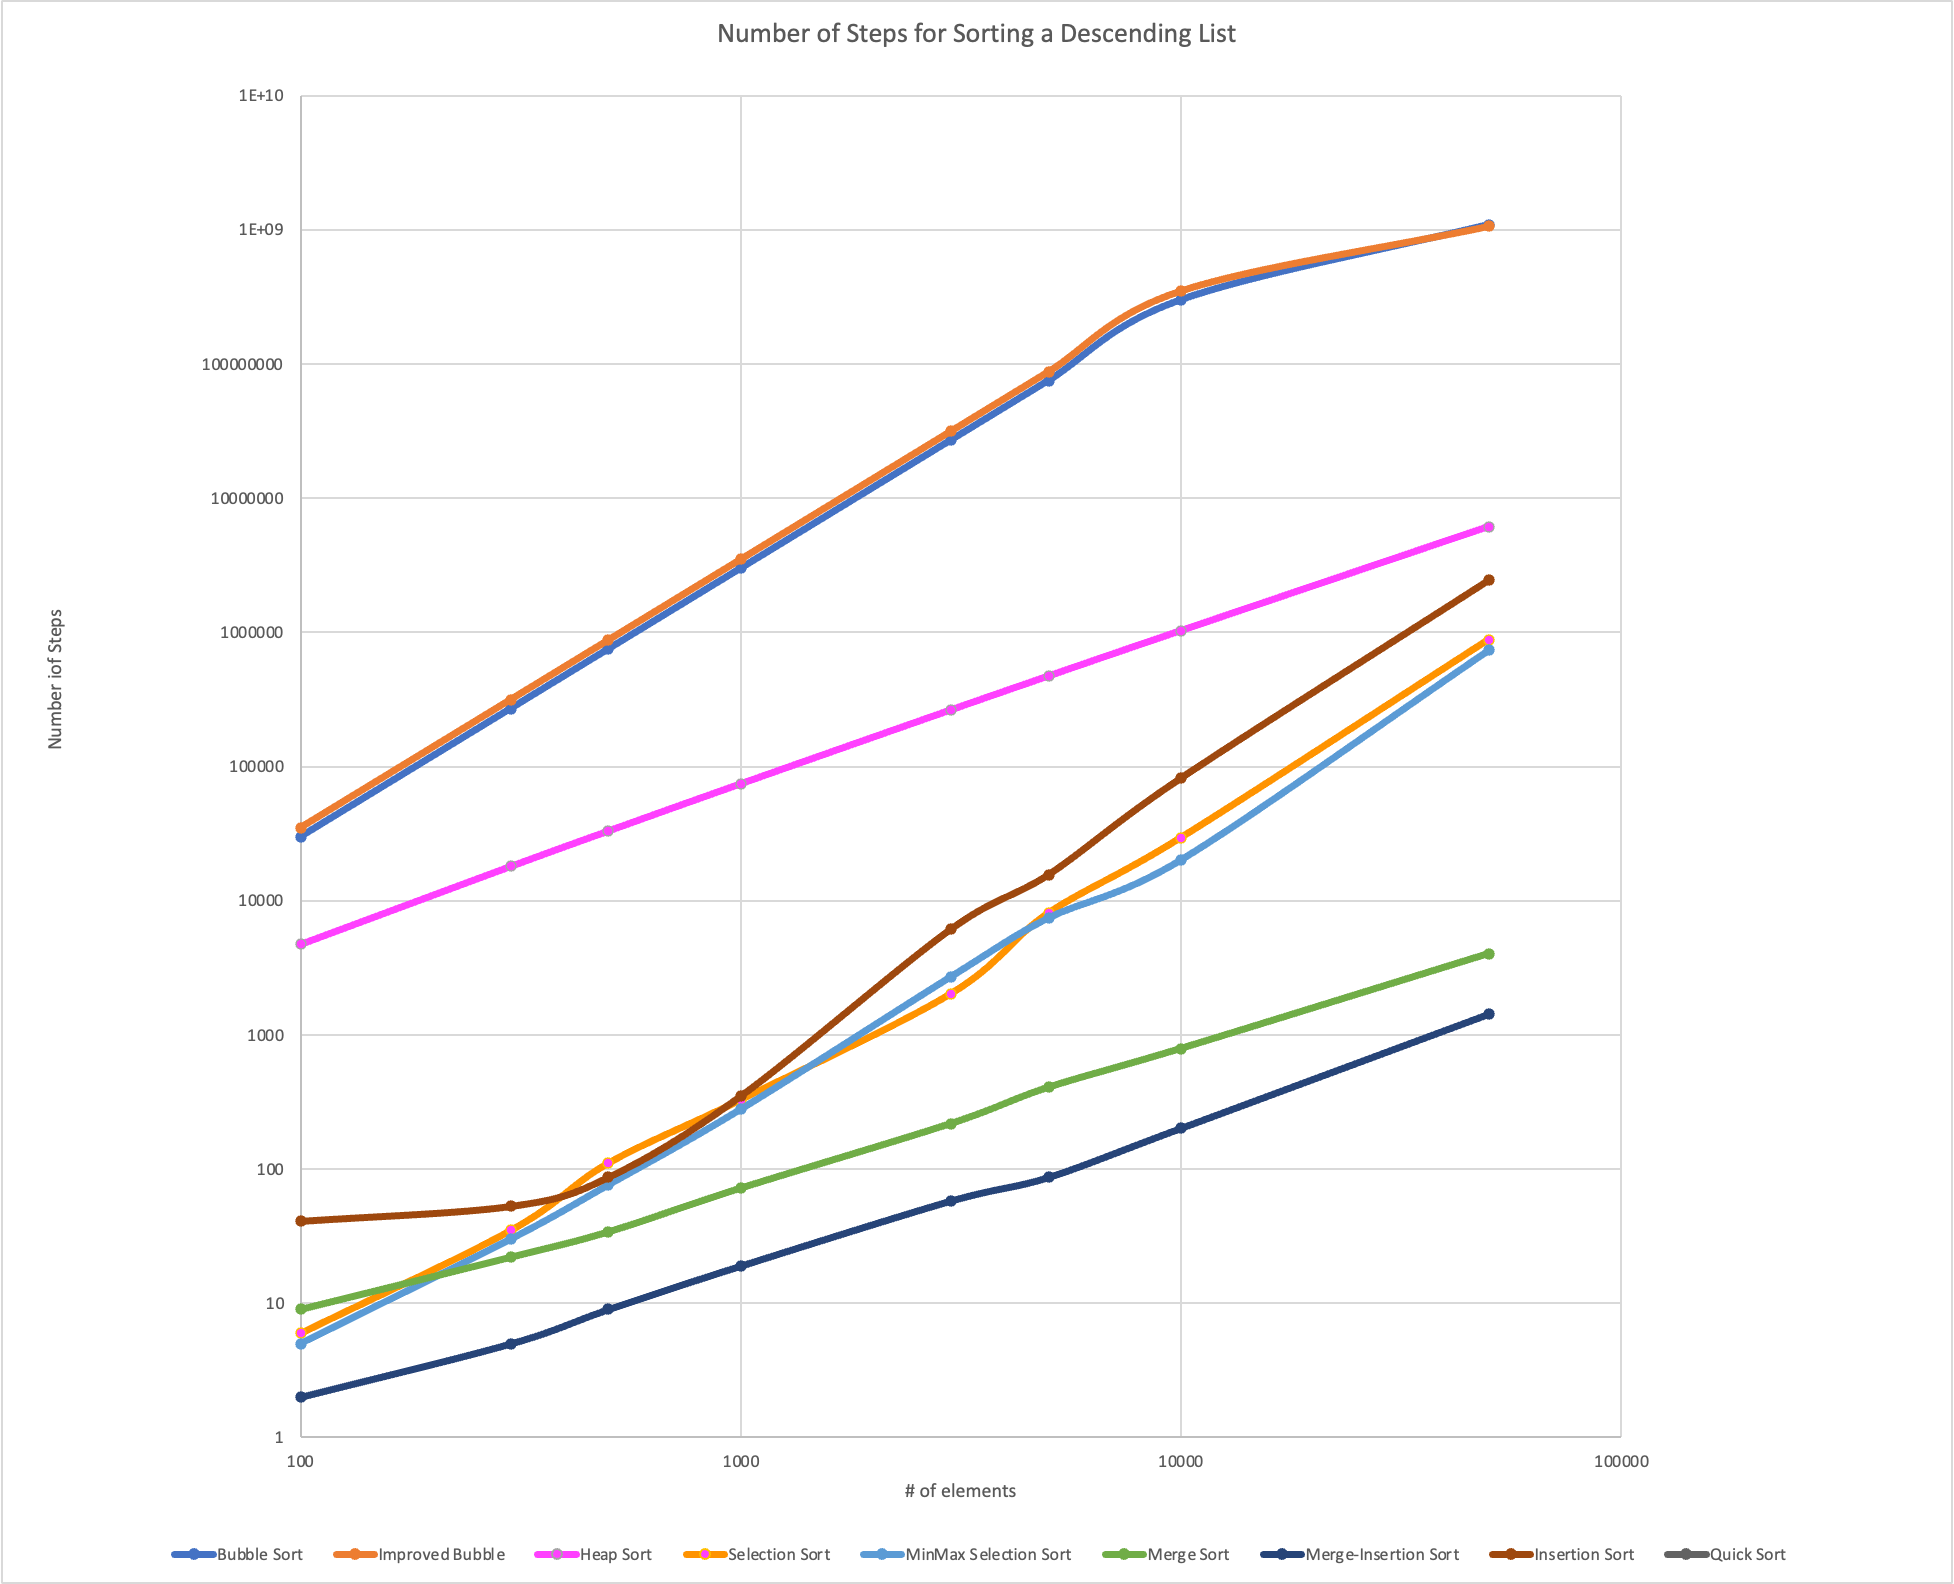 Number of Steps for Sorting a Descending List
1E+10
1E+09
100000000
10000000
1000000
100000
10000
1000
100
10
1
Number iof Steps
100 1000 10000 100000
# of elements
Bubble Sort Improved Bubble Heap Sort Selection Sort MinMax Selection Sort Merge Sort Merge-Insertion Sort Insertion Sort Quick Sort